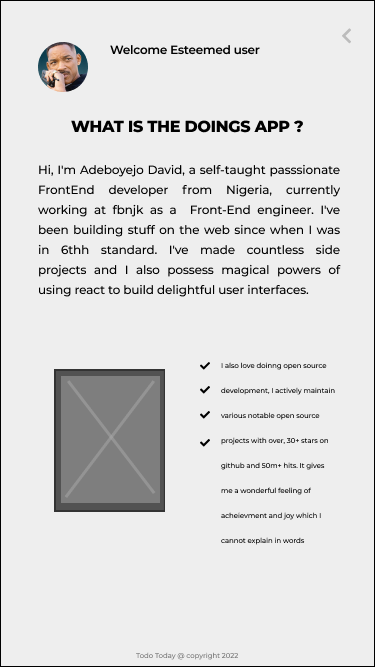 Welcome Esteemed user
WHAT IS THE DOINGS APP ?
Hi, I'm Adeboyejo David, a self-taught passsionate
FrontEnd developer from Nigeria, currently
working at fbnjk as a Front-End engineer. I've
been building stuff on the web since when I was
in 6thh standard. I've made countless side
projects and I also possess magical powers of
using react to build delightful user interfaces.
I also love doinng open source
development, I actively maintain
various notable open source
projects with over, 30+ stars on
github and 50m+ hits. It gives
me a wonderful feeling of
acheievment and joy which I
cannot explain in words
Todo Today @ copyright 2022